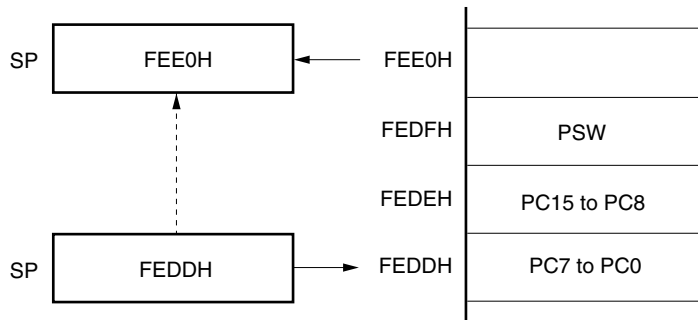 SP FEE0H FEE0H
FEDFH PSW
FEDEH PC15 to PC8
SP FEDDH FEDDH PC7 to PC0